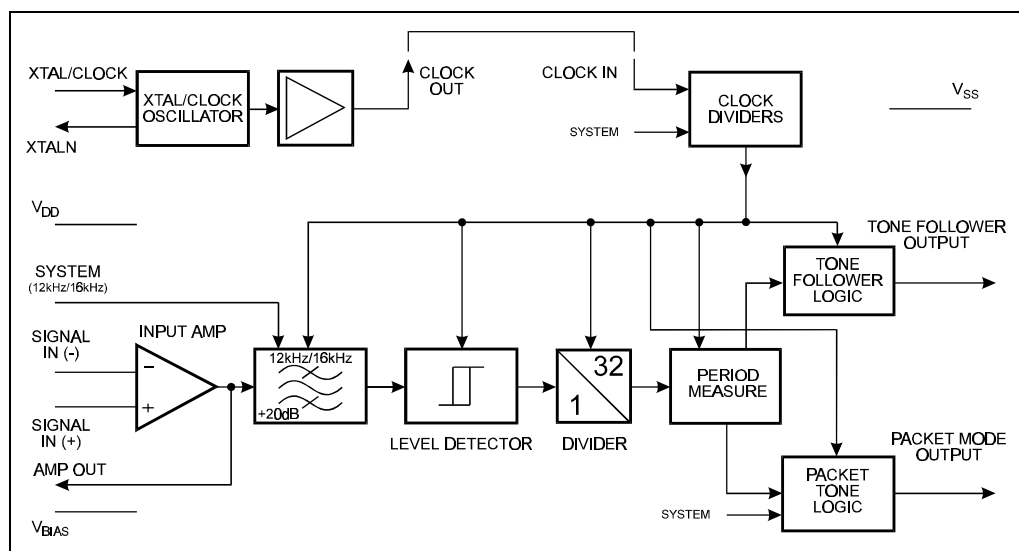 XTAL/CLOCK
XTALN
XTAL/CLOCK
OSCILLATOR
CLOCK
OUT
CLOCK IN
SYSTEM
CLOCK
DIVIDERS
VSS
VDD
SYSTEM
(12kHz/16kHz)
SIGNAL
IN (-)
INPUT AMP
−
+
SIGNAL
IN (+)
AMP OUT
VBIAS
12kHz/16kHz
+20dB
LEVEL DETECTOR
32
1
DIVIDER
PERIOD
MEASURE
TONE
FOLLOWER
LOGIC
TONE FOLLOWER
OUTPUT
SYSTEM
PACKET
TONE
LOGIC
PACKET MODE
OUTPUT